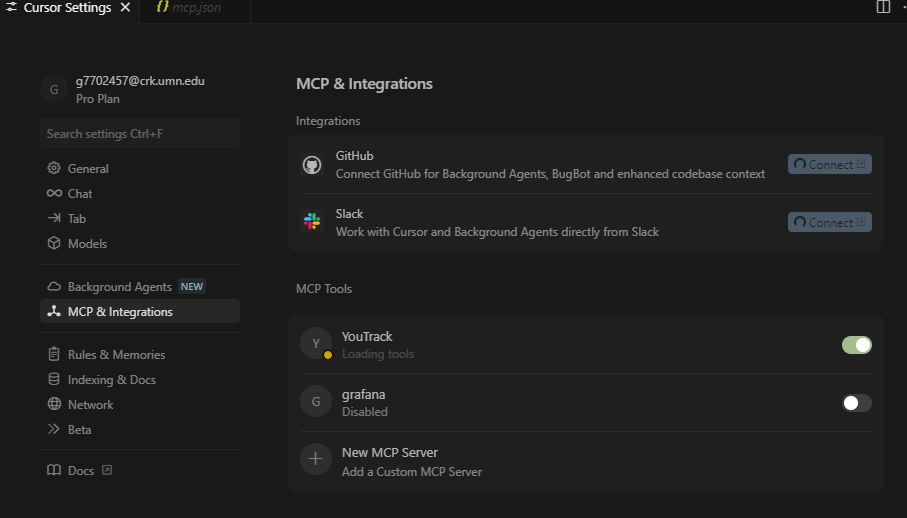 Cursor Settings
{} mcp.json
G
g7702457@crk.umn.edu
Pro Plan
Search settings Ctrl+F
General
Chat
Tab
Models
Background Agents NEW
MCP & Integrations
Rules & Memories
Indexing & Docs
Network
Beta
Docs
MCP & Integrations
Integrations
GitHub
Connect GitHub for Background Agents, BugBot and enhanced codebase context
Connect
Slack
Work with Cursor and Background Agents directly from Slack
Connect
MCP Tools
Y
YouTrack
Loading tools
G
grafana
Disabled
New MCP Server
Add a Custom MCP Server